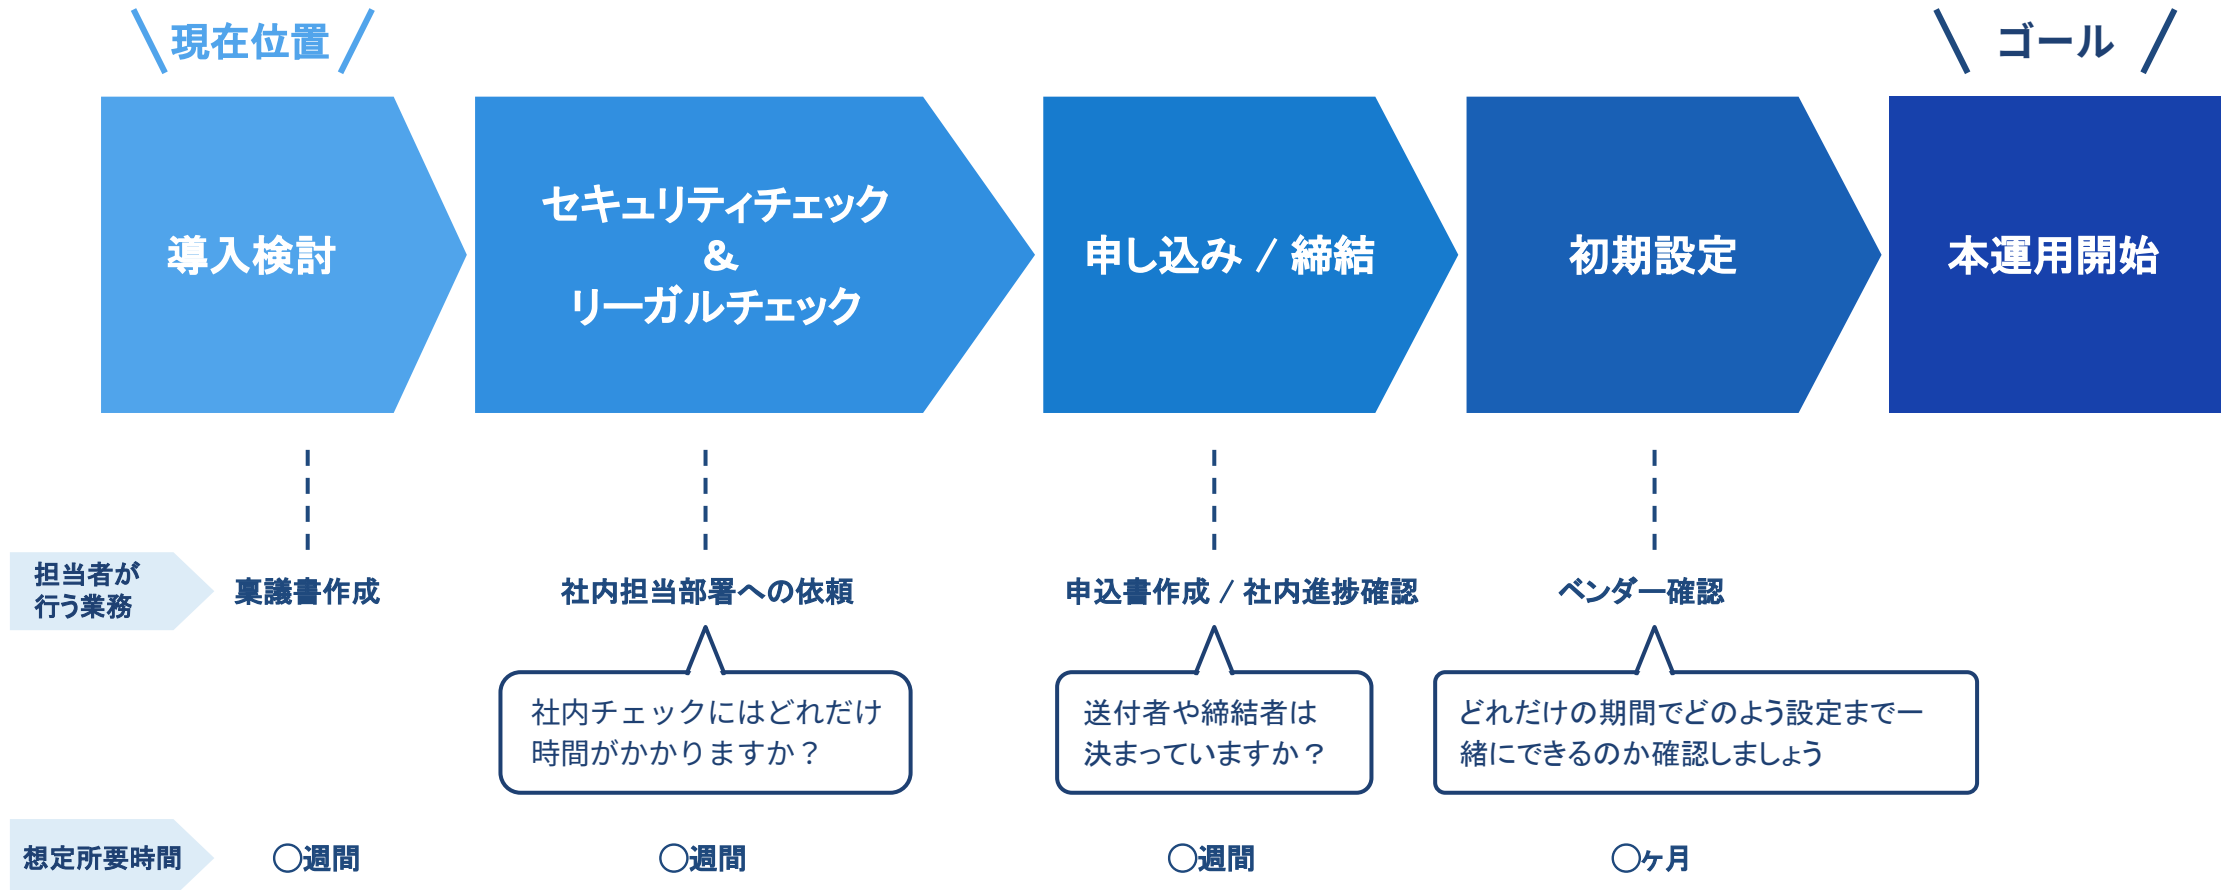 現在位置
ゴール
導入検討
セキュリティチェック
&
リーガルチェック
申し込み / 締結
初期設定
本運用開始
担当者が
行う業務
稟議書作成
社内担当部署への依頼
申込書作成 / 社内進捗確認
ベンダー確認
社内チェックにはどれだけ
時間がかかりますか？
送付者や締結者は
決まっていますか？
どれだけの期間でどのよう設定まで一
緒にできるのか確認しましょう
想定所要時間
◯週間
◯週間
◯週間
◯ヶ月